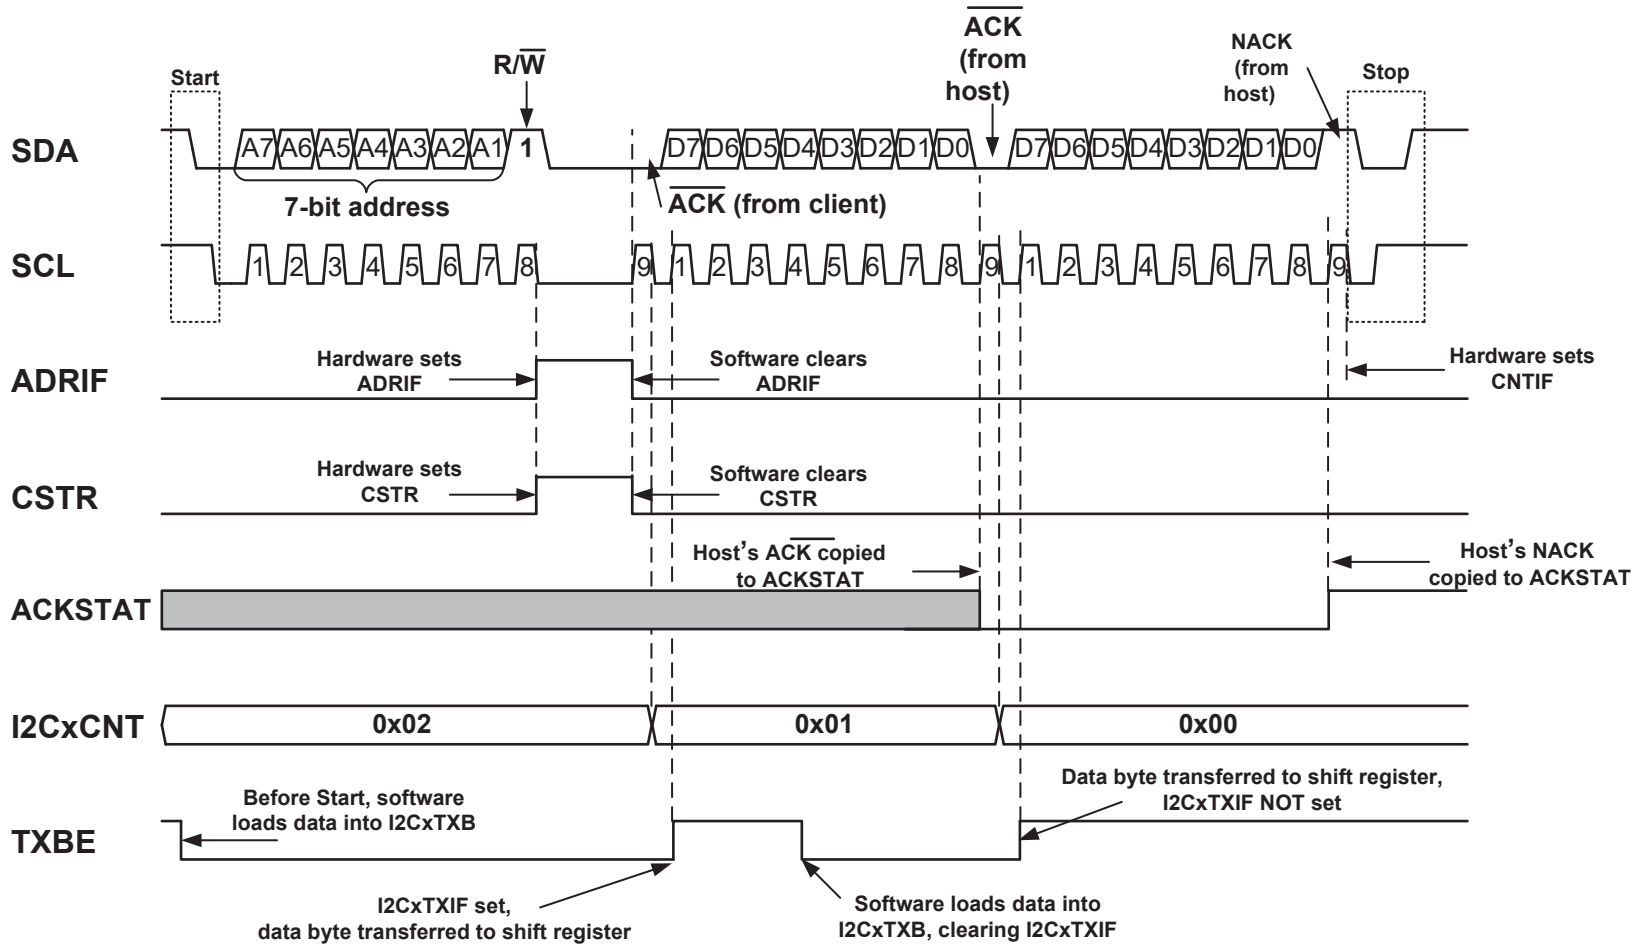 ACK
(from
host)
NACK
(from
host)
Start
R/W
Stop
SDA
A7 A6 A5 A4 A3 A2 A1 1 D7 D6 D5 D4 D3 D2 D1 D0 D7 D6 D5 D4 D3 D2 D1 D0
7-bit address
ACK (from client)
SCL
1 2 3 4 5 6 7 8 9 1 2 3 4 5 6 7 8 9 1 2 3 4 5 6 7 8 9
ADRIF
Hardware sets
ADRIF
Software clears
ADRIF
Hardware sets
CNTIF
CSTR
Hardware sets
CSTR
Software clears
CSTR
Host's ACK copied
to ACKSTAT
Host's NACK
copied to ACKSTAT
ACKSTAT
I2CxCNT
0x02 0x01 0x00
TXBE
Before Start, software
loads data into I2CxTXB
Data byte transferred to shift register,
I2CxTXIF NOT set
I2CxTXIF set,
data byte transferred to shift register
Software loads data into
I2CxTXB, clearing I2CxTXIF